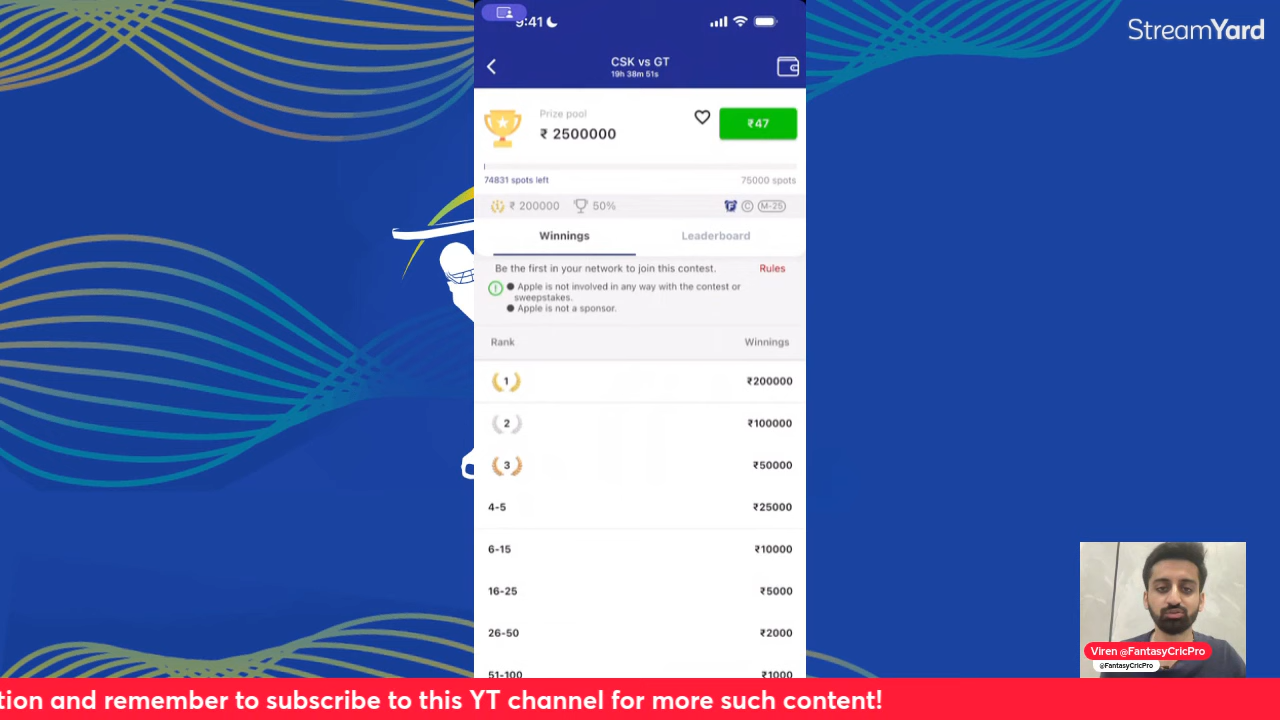 StreamYard
9:41
CSK vs GT
19h 38m 51s
Prize pool
₹ 2500000
₹47
74831 spots left
75000 spots
₹ 200000
50%
F
C
M-25
Winnings
Leaderboard
Be the first in your network to join this contest.
Rules
● Apple is not involved in any way with the contest or
sweepstakes.
● Apple is not a sponsor.
Rank
Winnings
1
₹200000
2
₹100000
3
₹50000
4-5
₹25000
6-15
₹10000
16-25
₹5000
26-50
₹2000
51-100
₹1000
Viren @FantasyCricPro
@FantasyCricPro
tion and remember to subscribe to this YT channel for more such content!